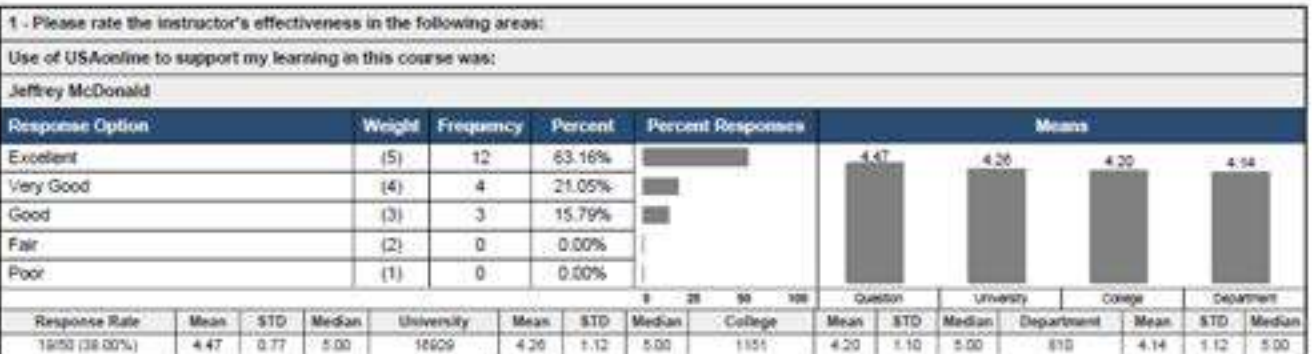 1 - Please rate the instructor's effectiveness in the following areas:
Use of USAonline to support my learning in this course was:
Jeffrey McDonald
Response Option Weight Frequency Percent Percent Responses Means
Excellent (5) 12 63.16%
Very Good (4) 4 21.05%
Good (3) 3 15.79%
Fair (2) 0 0.00%
Poor (1) 0 0.00%
4.47 4.26 4.20 4.14
0 25 50 100 Question University College Department
Response Rate Mean STD Median University Mean STD Median College Mean STD Median Department Mean STD Median
19/50 (38.00%) 4.47 0.77 5.00 16929 4.26 1.12 5.00 1151 4.20 1.10 5.00 610 4.14 1.12 5.00